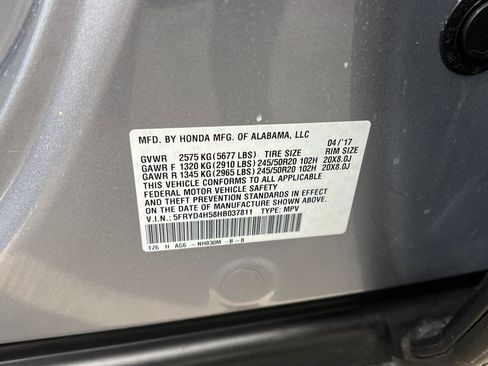 MFD. BY HONDA MFG. OF ALABAMA, LLC
04/'17
GVWR 2575 KG (5677 LBS) TIRE SIZE RIM SIZE
GAWR F 1320 KG (2910 LBS) 245/50R20 102H 20X8.0J
GAWR R 1345 KG (2965 LBS) 245/50R20 102H 20X8.0J
THIS VEHICLE CONFORMS TO ALL APPLICABLE
FEDERAL MOTOR VEHICLE SAFETY
AND THEFT PREVENTION STANDARDS IN EFFECT
ON THE DATE OF MANUFACTURE SHOWN ABOVE.
V.I.N.: 5FRYD4H58HB037811 TYPE: MPV
TZ6 H AG6 - NH830M -B - B